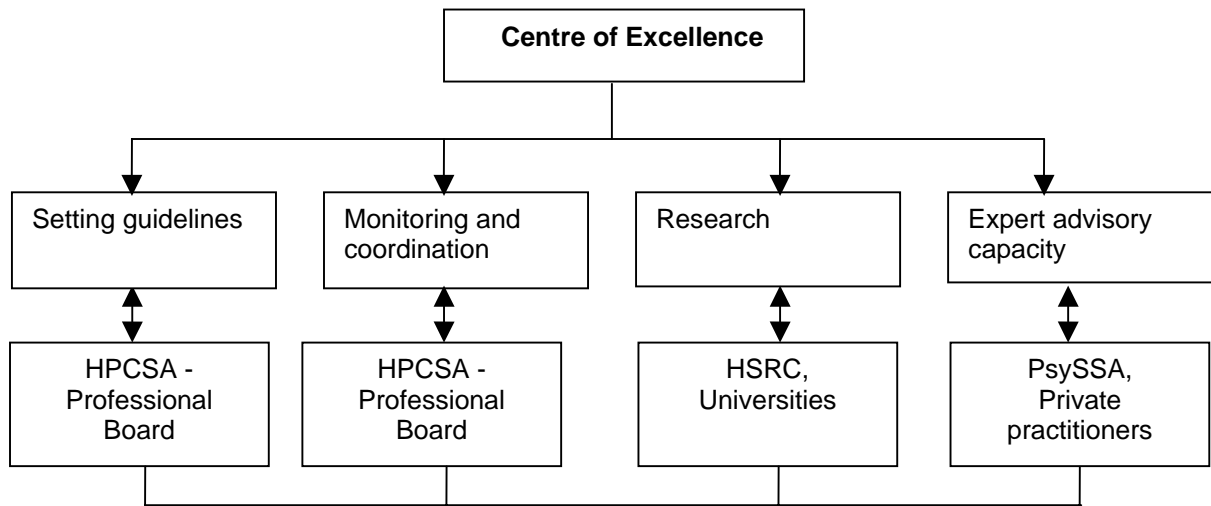 Centre of Excellence
Setting guidelines
Monitoring and
coordination
Research
Expert advisory
capacity
HPCSA -
Professional
Board
HPCSA -
Professional
Board
HSRC,
Universities
PsySSA,
Private
practitioners